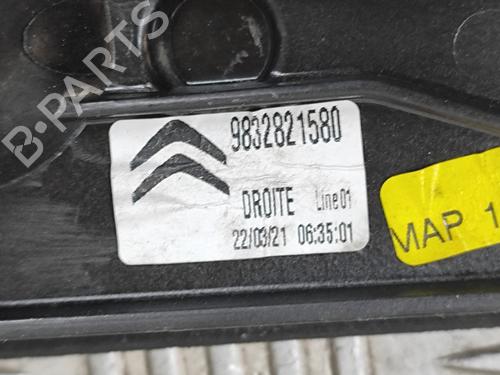 B-PARTS
9832821580
DROITE Line01
22/03/21 06:35:01
MAP 1